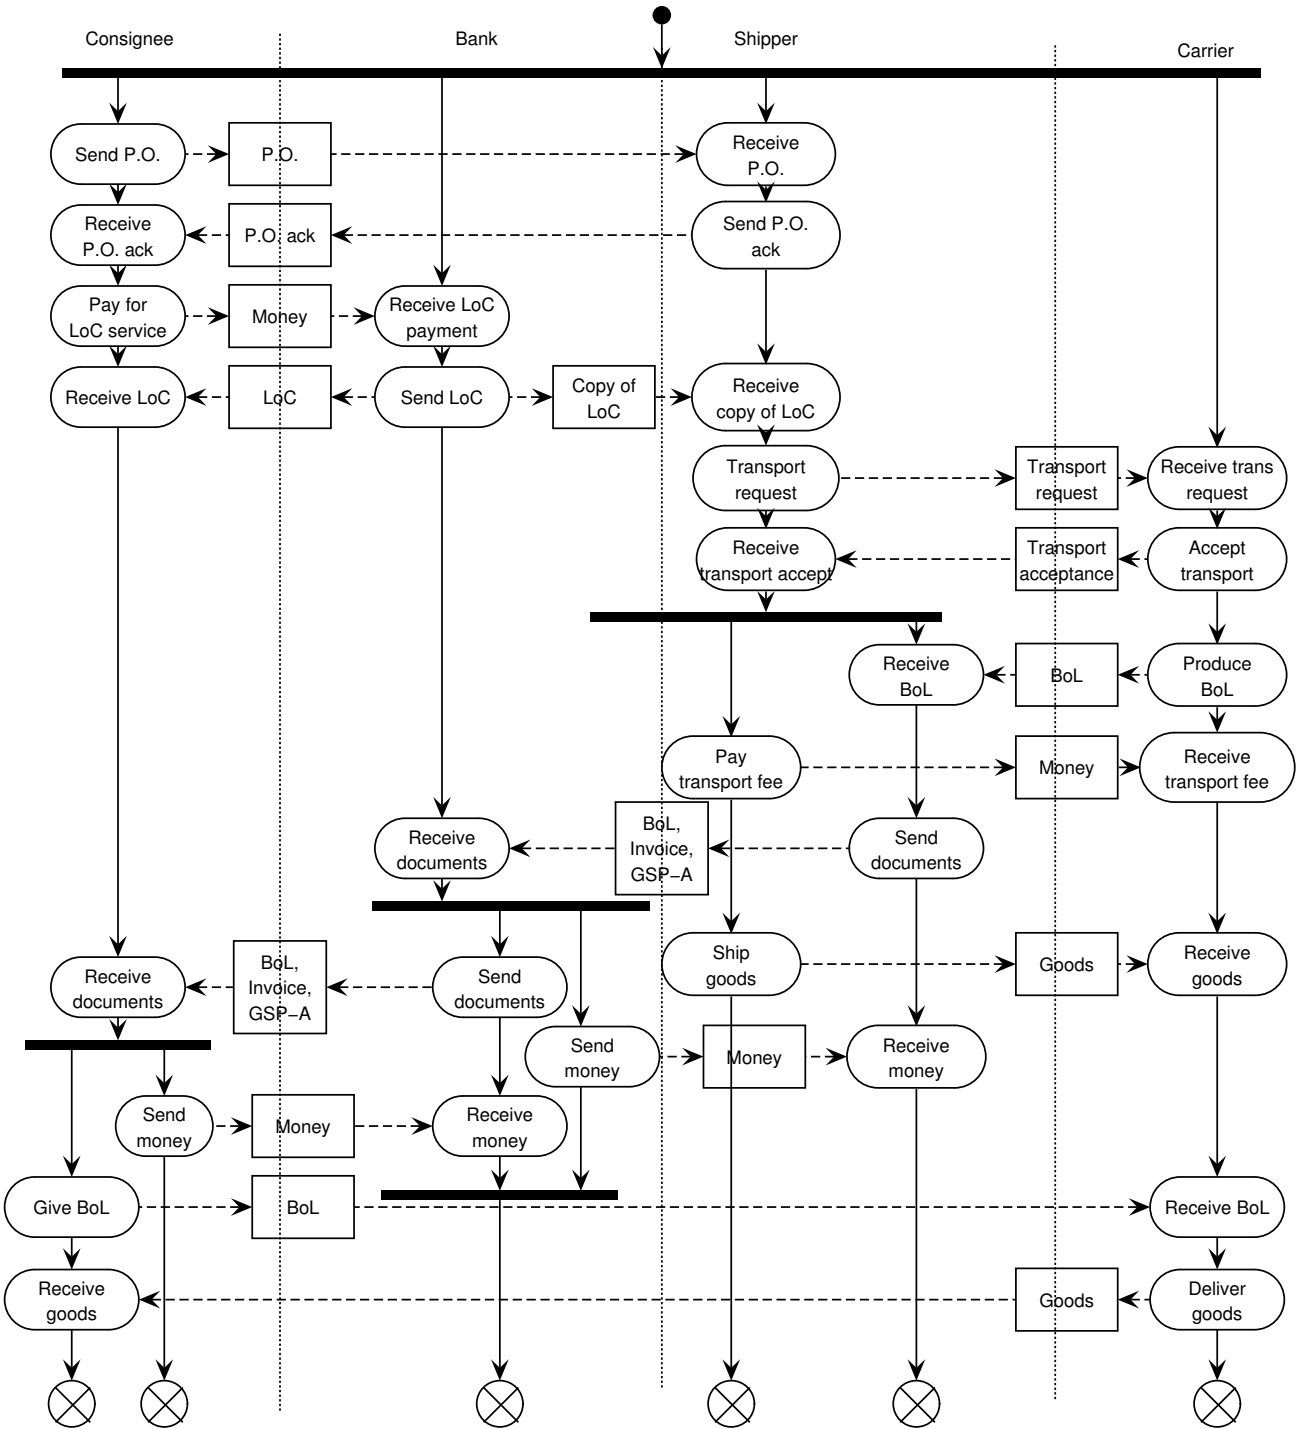 Consignee
Bank
Shipper
Carrier
Send P.O.
P.O.
Receive
P.O.
Receive
P.O. ack
P.O. ack
Send P.O.
ack
Pay for
LoC service
Money
Receive LoC
payment
Receive LoC
LoC
Send LoC
Copy of
LoC
Receive
copy of LoC
Transport
request
Transport
request
Receive trans
request
Receive
transport accept
Transport
acceptance
Accept
transport
Receive
BoL
BoL
Produce
BoL
Pay
transport fee
Money
Receive
transport fee
Receive
documents
BoL,
Invoice,
GSP–A
Send
documents
Ship
goods
Goods
Receive
goods
Receive
documents
BoL,
Invoice,
GSP–A
Send
documents
Send
money
Money
Receive
money
Send
money
Money
Receive
money
Give BoL
BoL
Receive BoL
Receive
goods
Goods
Deliver
goods